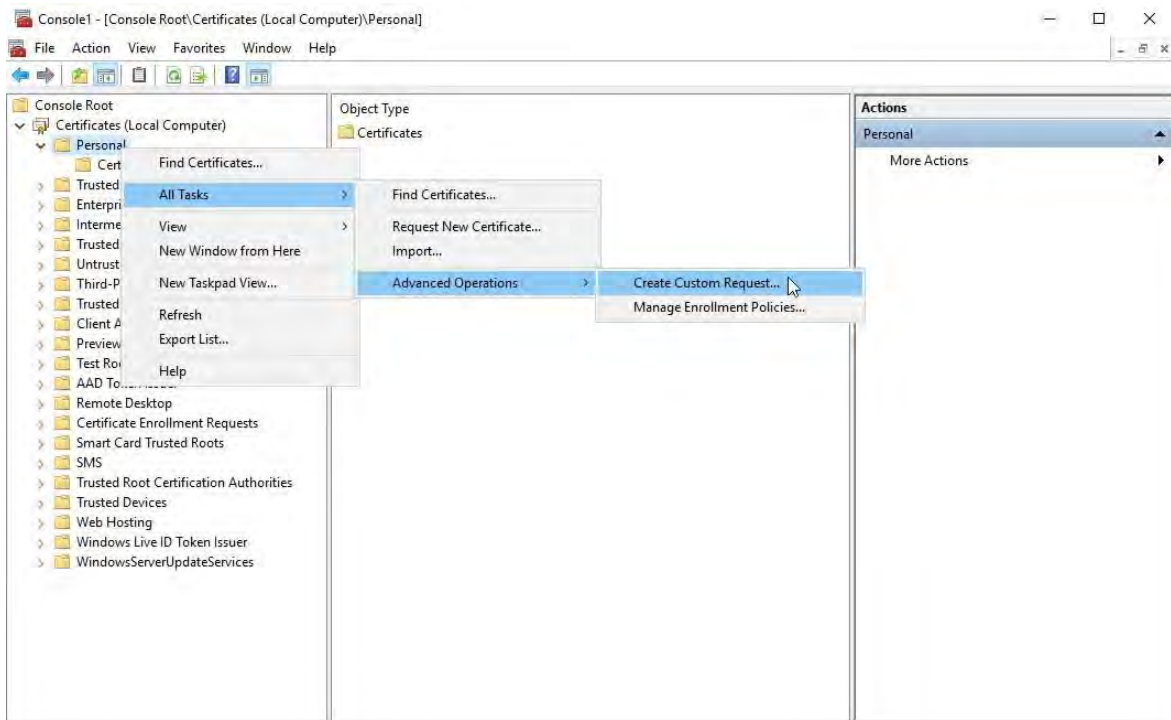 Console1 - [Console Root\Certificates (Local Computer)\Personal]
File Action View Favorites Window Help
Console Root
Certificates (Local Computer)
Personal
Cert
Trusted
Enterpri
Interme
Trusted
Untrust
Third-P
Trusted
Client A
Preview
Test Ro
AAD To
Remote Desktop
Certificate Enrollment Requests
Smart Card Trusted Roots
SMS
Trusted Root Certification Authorities
Trusted Devices
Web Hosting
Windows Live ID Token Issuer
WindowsServerUpdateServices
Find Certificates...
All Tasks
View
New Window from Here
New Taskpad View...
Refresh
Export List...
Help
Find Certificates...
Request New Certificate...
Import...
Advanced Operations
Create Custom Request...
Manage Enrollment Policies...
Object Type
Certificates
Actions
Personal
More Actions